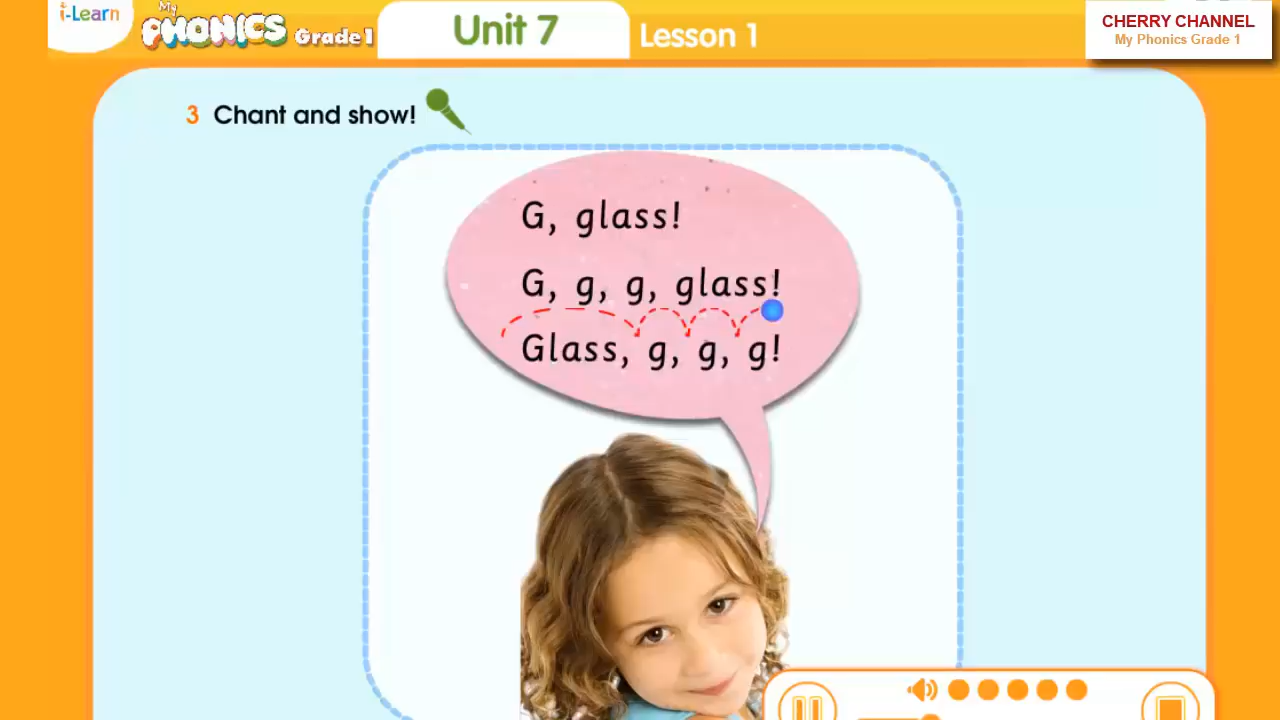 i-Learn
My
PHONICS Grade 1
Unit 7
Lesson 1
CHERRY CHANNEL
My Phonics Grade 1
3 Chant and show!
G, glass!
G, g, g, glass!
Glass, g, g, g!